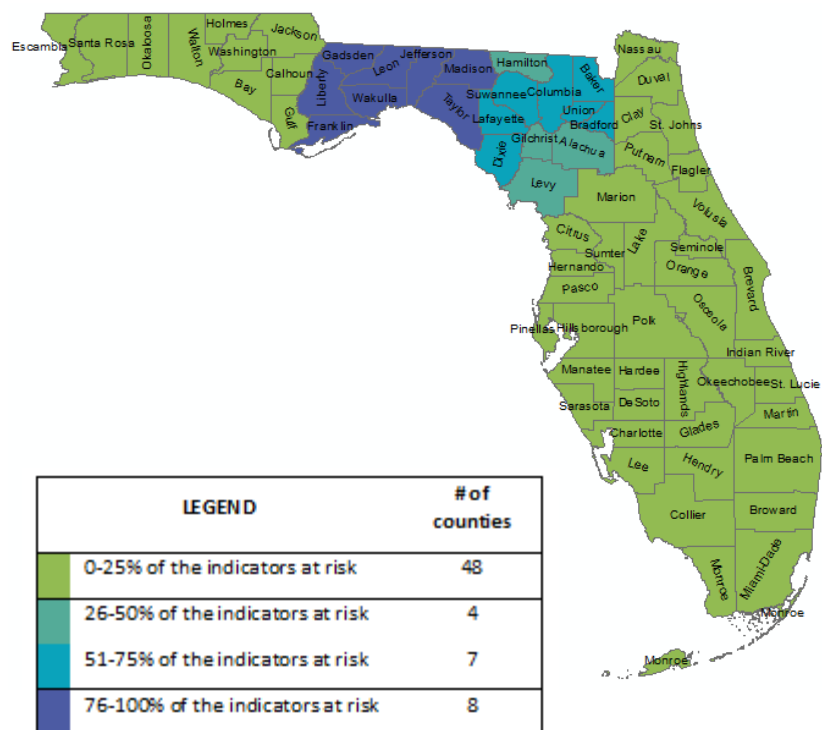 Holmes
Jackson
Escambia
Santa Rosa
Okaloosa
Walton
Washington
Calhoun
Bay
Gulf
Gadsden
Liberty
Leon
Jefferson
Madison
Wakulla
Taylor
Franklin
Hamilton
Suwannee
Columbia
Baker
Lafayette
Union
Bradford
Dixie
Gilchrist
Alachua
Levy
Nassau
Duval
Clay
St. Johns
Putnam
Flagler
Marion
Volusia
Citrus
Sumter
Lake
Seminole
Hernando
Orange
Brevard
Pasco
Osceola
Pinellas
Hillsborough
Polk
Indian River
Manatee
Hardee
Highlands
Okeechobee
St. Lucie
Sarasota
DeSoto
Martin
Charlotte
Glades
Lee
Hendry
Palm Beach
Collier
Broward
Monroe
Miami-Dade
Monroe
Monroe
LEGEND
# of
counties
0-25% of the indicators at risk 48
26-50% of the indicators at risk 4
51-75% of the indicators at risk 7
76-100% of the indicators at risk 8